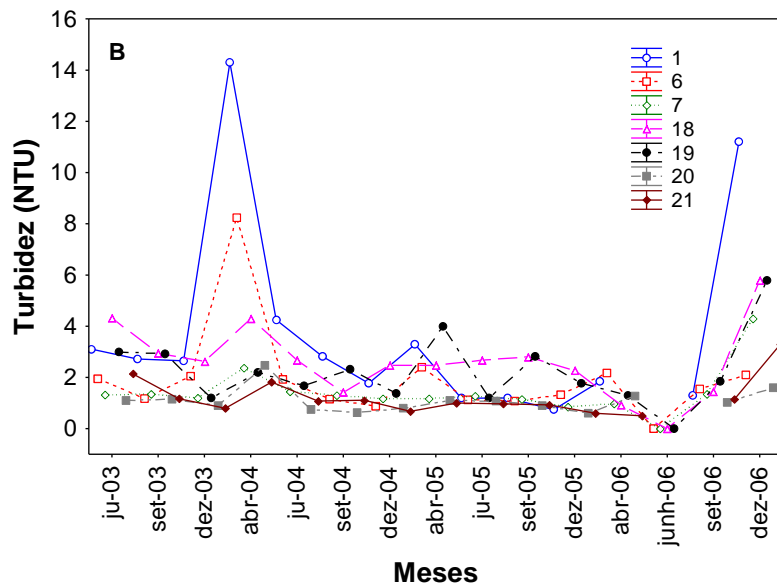 B
16
14
12
10
8
6
4
2
0
Turbidez (NTU)
1
6
7
18
19
20
21
ju-03
set-03
dez-03
abr-04
ju-04
set-04
dez-04
abr-05
ju-05
set-05
dez-05
abr-06
junh-06
set-06
dez-06
Meses